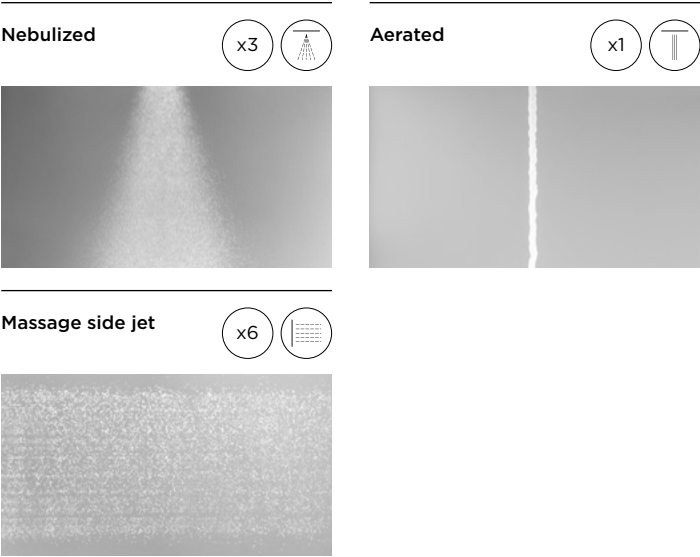 Nebulized
x3
Aerated
x1
Massage side jet
x6